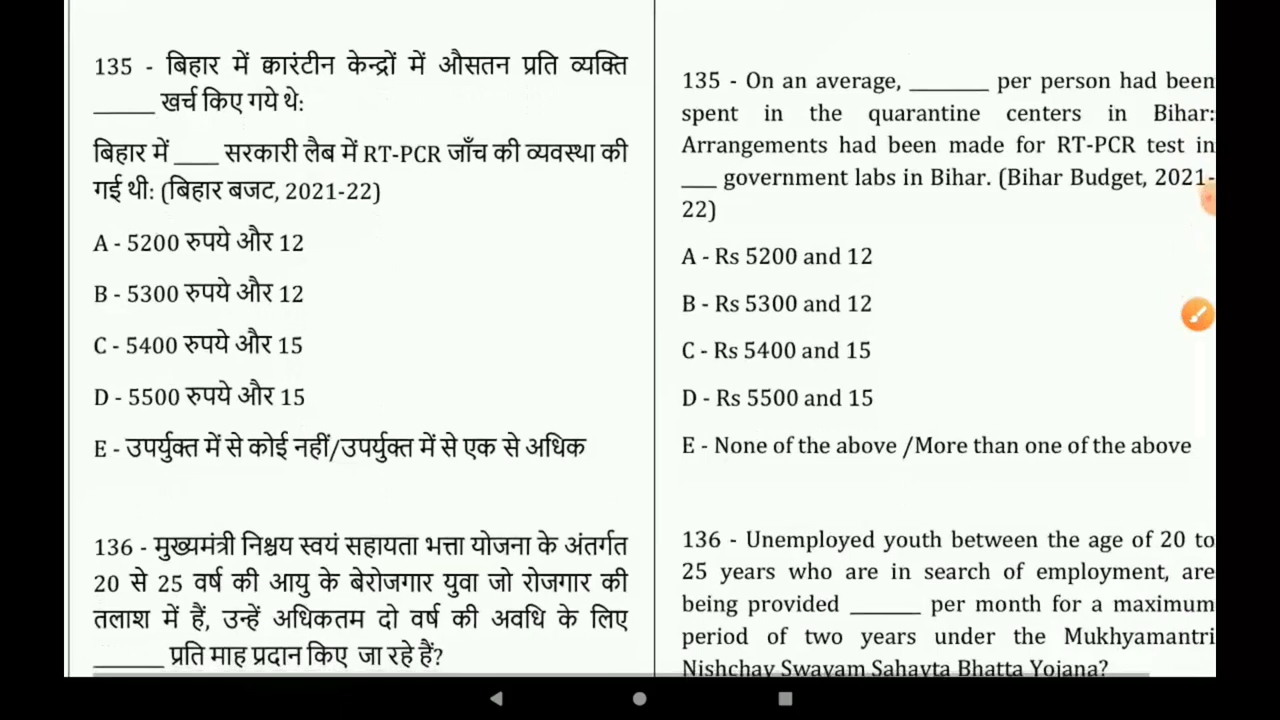 135 - बिहार में क्वारंटीन केन्द्रों में औसतन प्रति व्यक्ति
______ खर्च किए गये थे:
बिहार में ____ सरकारी लैब में RT-PCR जाँच की व्यवस्था की
गई थी: (बिहार बजट, 2021-22)
A - 5200 रुपये और 12
B - 5300 रुपये और 12
C - 5400 रुपये और 15
D - 5500 रुपये और 15
E - उपर्युक्त में से कोई नहीं/उपर्युक्त में से एक से अधिक
136 - मुख्यमंत्री निश्चय स्वयं सहायता भत्ता योजना के अंतर्गत
20 से 25 वर्ष की आयु के बेरोजगार युवा जो रोजगार की
तलाश में हैं, उन्हें अधिकतम दो वर्ष की अवधि के लिए
_______ प्रति माह प्रदान किए जा रहे हैं?
135 - On an average, _______ per person had been
spent in the quarantine centers in Bihar:
Arrangements had been made for RT-PCR test in
___ government labs in Bihar. (Bihar Budget, 2021-
22)
A - Rs 5200 and 12
B - Rs 5300 and 12
C - Rs 5400 and 15
D - Rs 5500 and 15
E - None of the above /More than one of the above
136 - Unemployed youth between the age of 20 to
25 years who are in search of employment, are
being provided ______ per month for a maximum
period of two years under the Mukhyamantri
Nishchay Swayam Sahayta Bhatta Yojana?